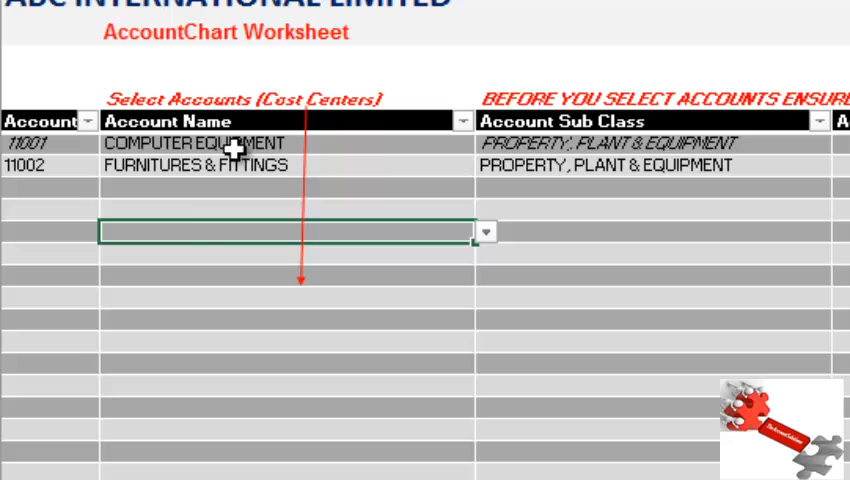 ABC INTERNATIONAL LIMITED
AccountChart Worksheet
Select Accounts (Cost Centers) BEFORE YOU SELECT ACCOUNTS ENSURE
Account Account Name Account Sub Class A
11001 COMPUTER EQUIPMENT PROPERTY, PLANT & EQUIPMENT
11002 FURNITURES & FITTINGS PROPERTY, PLANT & EQUIPMENT